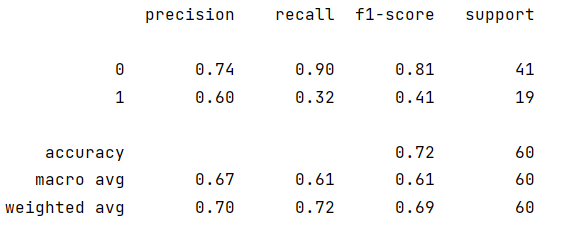 precision recall f1-score support
0 0.74 0.90 0.81 41
1 0.60 0.32 0.41 19
accuracy 0.72 60
macro avg 0.67 0.61 0.61 60
weighted avg 0.70 0.72 0.69 60